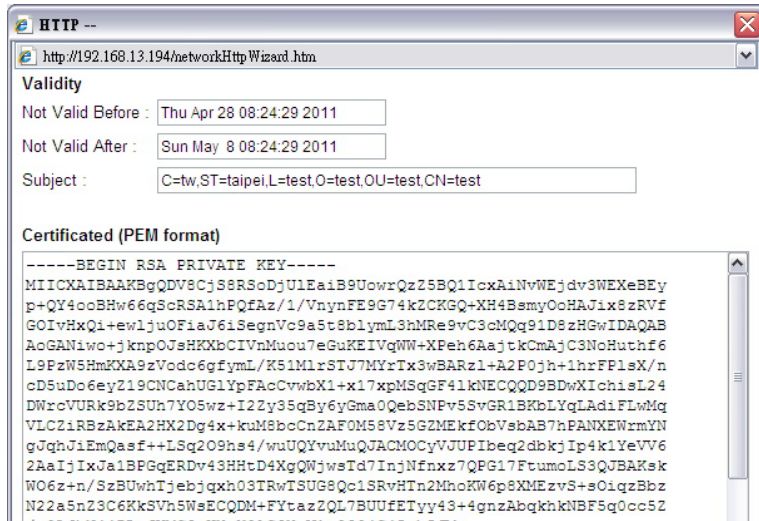 HTTP --
http://192.168.13.194/networkHttpWizard.htm
Validity
Not Valid Before : Thu Apr 28 08:24:29 2011
Not Valid After : Sun May 8 08:24:29 2011
Subject : C=tw,ST=taipei,L=test,O=test,OU=test,CN=test
Certificated (PEM format)
-----BEGIN RSA PRIVATE KEY-----
MIICXAIBAAKBgQDV8CjS8RSoDjUlEaiB9UowrQzZ5BQ1IcxAiNvWEjdv3WEXeBEy
p+QY4ooBHw66qScRSA1hPQfAz/1/VnynFE9G74kZCKGQ+XH4BsmyOoHAJix8zRVf
GOIvHxQi+ewljuOFiaJ6iSegnVc9a5t8blymL3hMRe9vC3cMQq91D8zHGwIDAQAB
AoGANiwo+jknpOJsHKXbCIVnMuou7eGuKEIVqWW+XPeh6AajtkCmAjC3NoHuthf6
L9PzW5HmKXA9zVodc6gfymL/K51MlrSTJ7MYrTx3wBARzl+A2P0jh+1hrFPlsX/n
cD5uDo6eyZ19CNCahUGlYpFAcCvwbX1+x17xpMSqGF4lkNECQQD9BDwXIchisL24
DWrcVURk9bZSUh7YO5wz+I2Zy35qBy6yGma0QebSNPv5SvGR1BKbLYqLAdiFLwMq
VLCZiRBzAkEA2HX2Dg4x+kuM8bcCnZAF0M58Vz5GZMEkfObVsbAB7hPANXEWrmYN
gJqhJiEmQasf++LSq2O9hs4/wuUQYvuMuQJACMOCyVJUPIbeq2dbkjIp4k1YeVV6
2AaIjIxJa1BPGqERDv43HHtD4XgQWjwsTd7InjNfnxz7QPG17FtumoLS3QJBAKsk
WO6z+n/SzBUwhTjebjqxh03TRwTSUG8Qc1SRvHTn2MhoKW6p8XMEzvS+sOiqzBbz
N22a5nZ3C6KkSVh5WsECQDM+FYtazZQL7BUUfETyy43+4gnzAbqkhkNBF5q0cc5Z